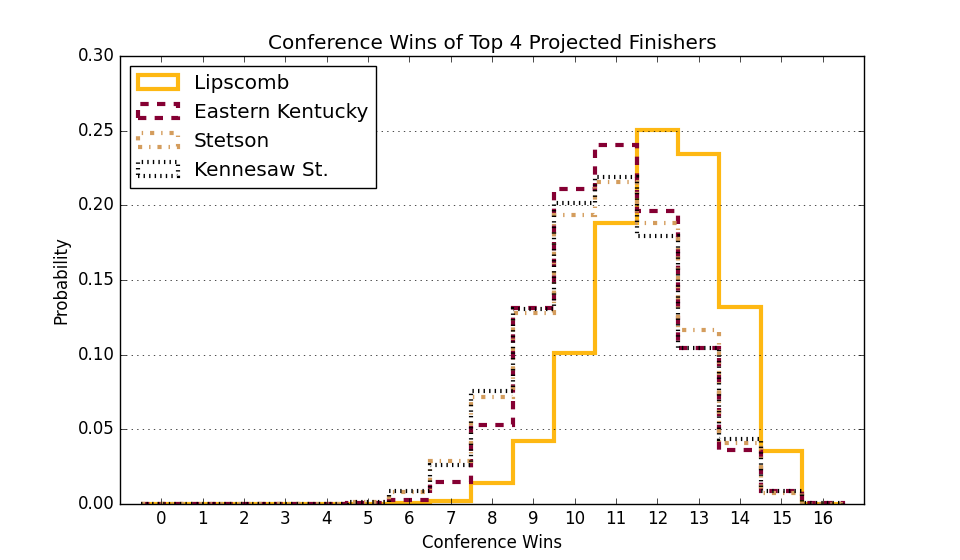 Conference Wins of Top 4 Projected Finishers
0.30
0.25
0.20
0.15
0.10
0.05
0.00
Probability
Lipscomb
Eastern Kentucky
Stetson
Kennesaw St.
0 1 2 3 4 5 6 7 8 9 10 11 12 13 14 15 16
Conference Wins